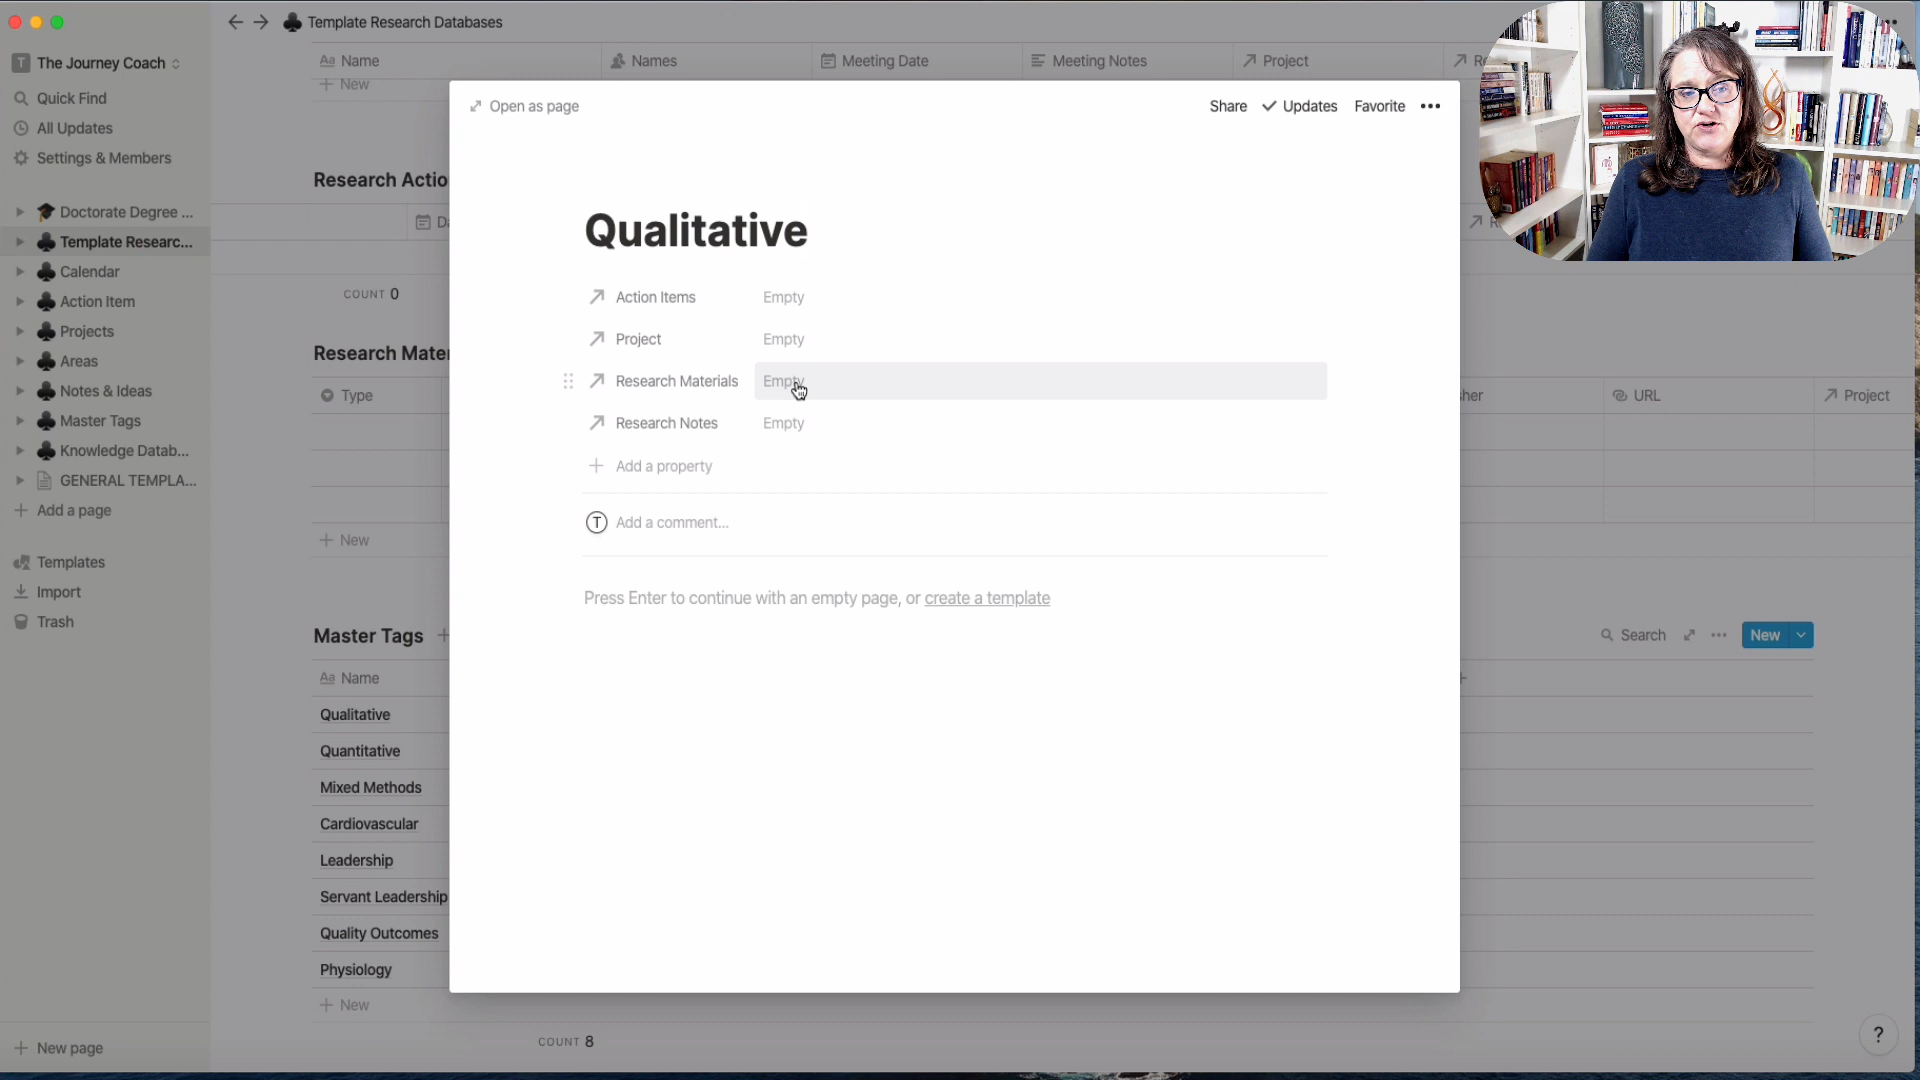 Template Research Databases
The Journey Coach
Quick Find
All Updates
Settings & Members
Doctorate Degree ...
Template Researc...
Calendar
Action Item
Projects
Areas
Notes & Ideas
Master Tags
Knowledge Datab...
GENERAL TEMPLA...
Add a page
Templates
Import
Trash
New page
Aa Name
Names
Meeting Date
Meeting Notes
Project
New
Research Actio
COUNT 0
Research Mater
Type
sher
URL
Project
New
Master Tags
Search
New
Aa Name
Qualitative
Quantitative
Mixed Methods
Cardiovascular
Leadership
Servant Leadership
Quality Outcomes
Physiology
New
COUNT 8
Open as page
Share
Updates
Favorite
Qualitative
Action Items Empty
Project Empty
Research Materials Empty
Research Notes Empty
Add a property
T Add a comment...
Press Enter to continue with an empty page, or create a template
?